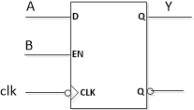 A D Q Y
B EN
clk CLK Q